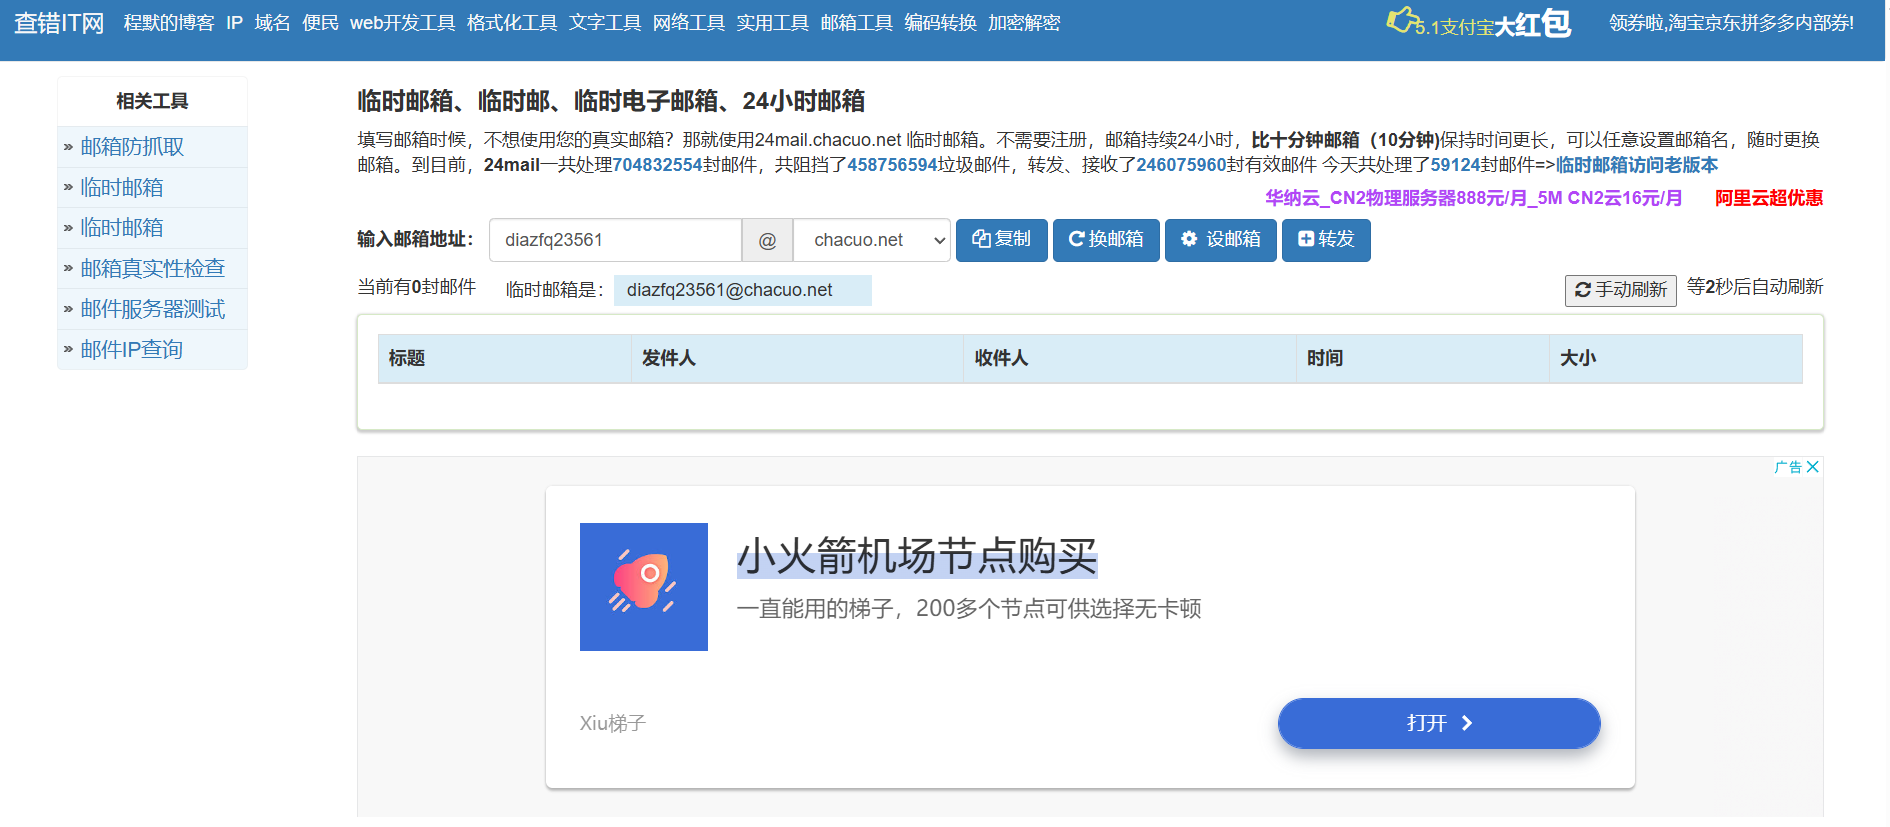 查错IT网 程默的博客 IP 域名 便民 web开发工具 格式化工具 文字工具 网络工具 实用工具 邮箱工具 编码转换 加密解密 5.1支付宝大红包 领券啦,淘宝京东拼多多内部券!
相关工具
» 邮箱防抓取
» 临时邮箱
» 临时邮箱
» 邮箱真实性检查
» 邮件服务器测试
» 邮件IP查询
临时邮箱、临时邮、临时电子邮箱、24小时邮箱
填写邮箱时候，不想使用您的真实邮箱？那就使用24mail.chacuo.net 临时邮箱。不需要注册，邮箱持续24小时，比十分钟邮箱（10分钟)保持时间更长，可以任意设置邮箱名，随时更换
邮箱。到目前，24mail一共处理704832554封邮件，共阻挡了458756594垃圾邮件，转发、接收了246075960封有效邮件 今天共处理了59124封邮件=>临时邮箱访问老版本
华纳云_CN2物理服务器888元/月_5M CN2云16元/月 阿里云超优惠
输入邮箱地址： diazfq23561 @ chacuo.net 复制 换邮箱 设邮箱 转发
当前有0封邮件 临时邮箱是： diazfq23561@chacuo.net 手动刷新 等2秒后自动刷新
标题 发件人 收件人 时间 大小
广告
小火箭机场节点购买
一直能用的梯子，200多个节点可供选择无卡顿
Xiu梯子 打开